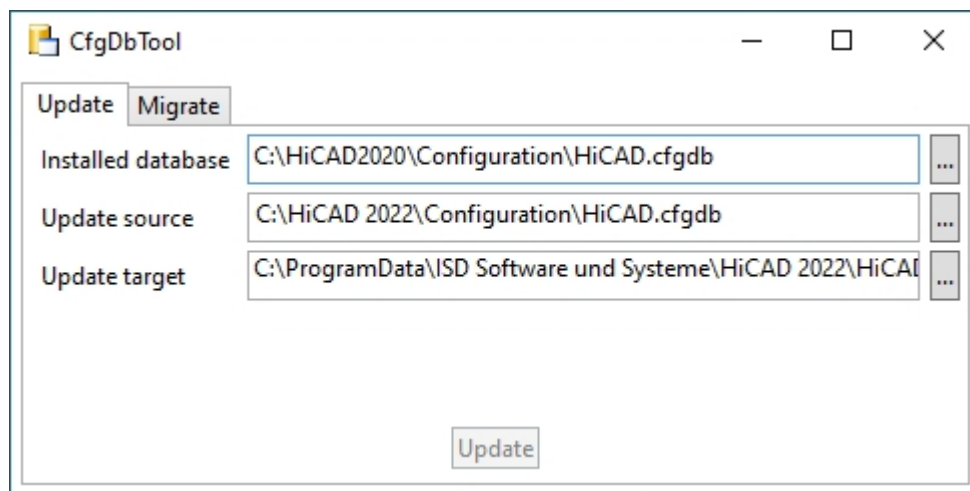 CfgDbTool
Update Migrate
Installed database C:\HiCAD2020\Configuration\HiCAD.cfgdb ...
Update source C:\HiCAD 2022\Configuration\HiCAD.cfgdb ...
Update target C:\ProgramData\ISD Software und Systeme\HiCAD 2022\HiCAD ...
Update